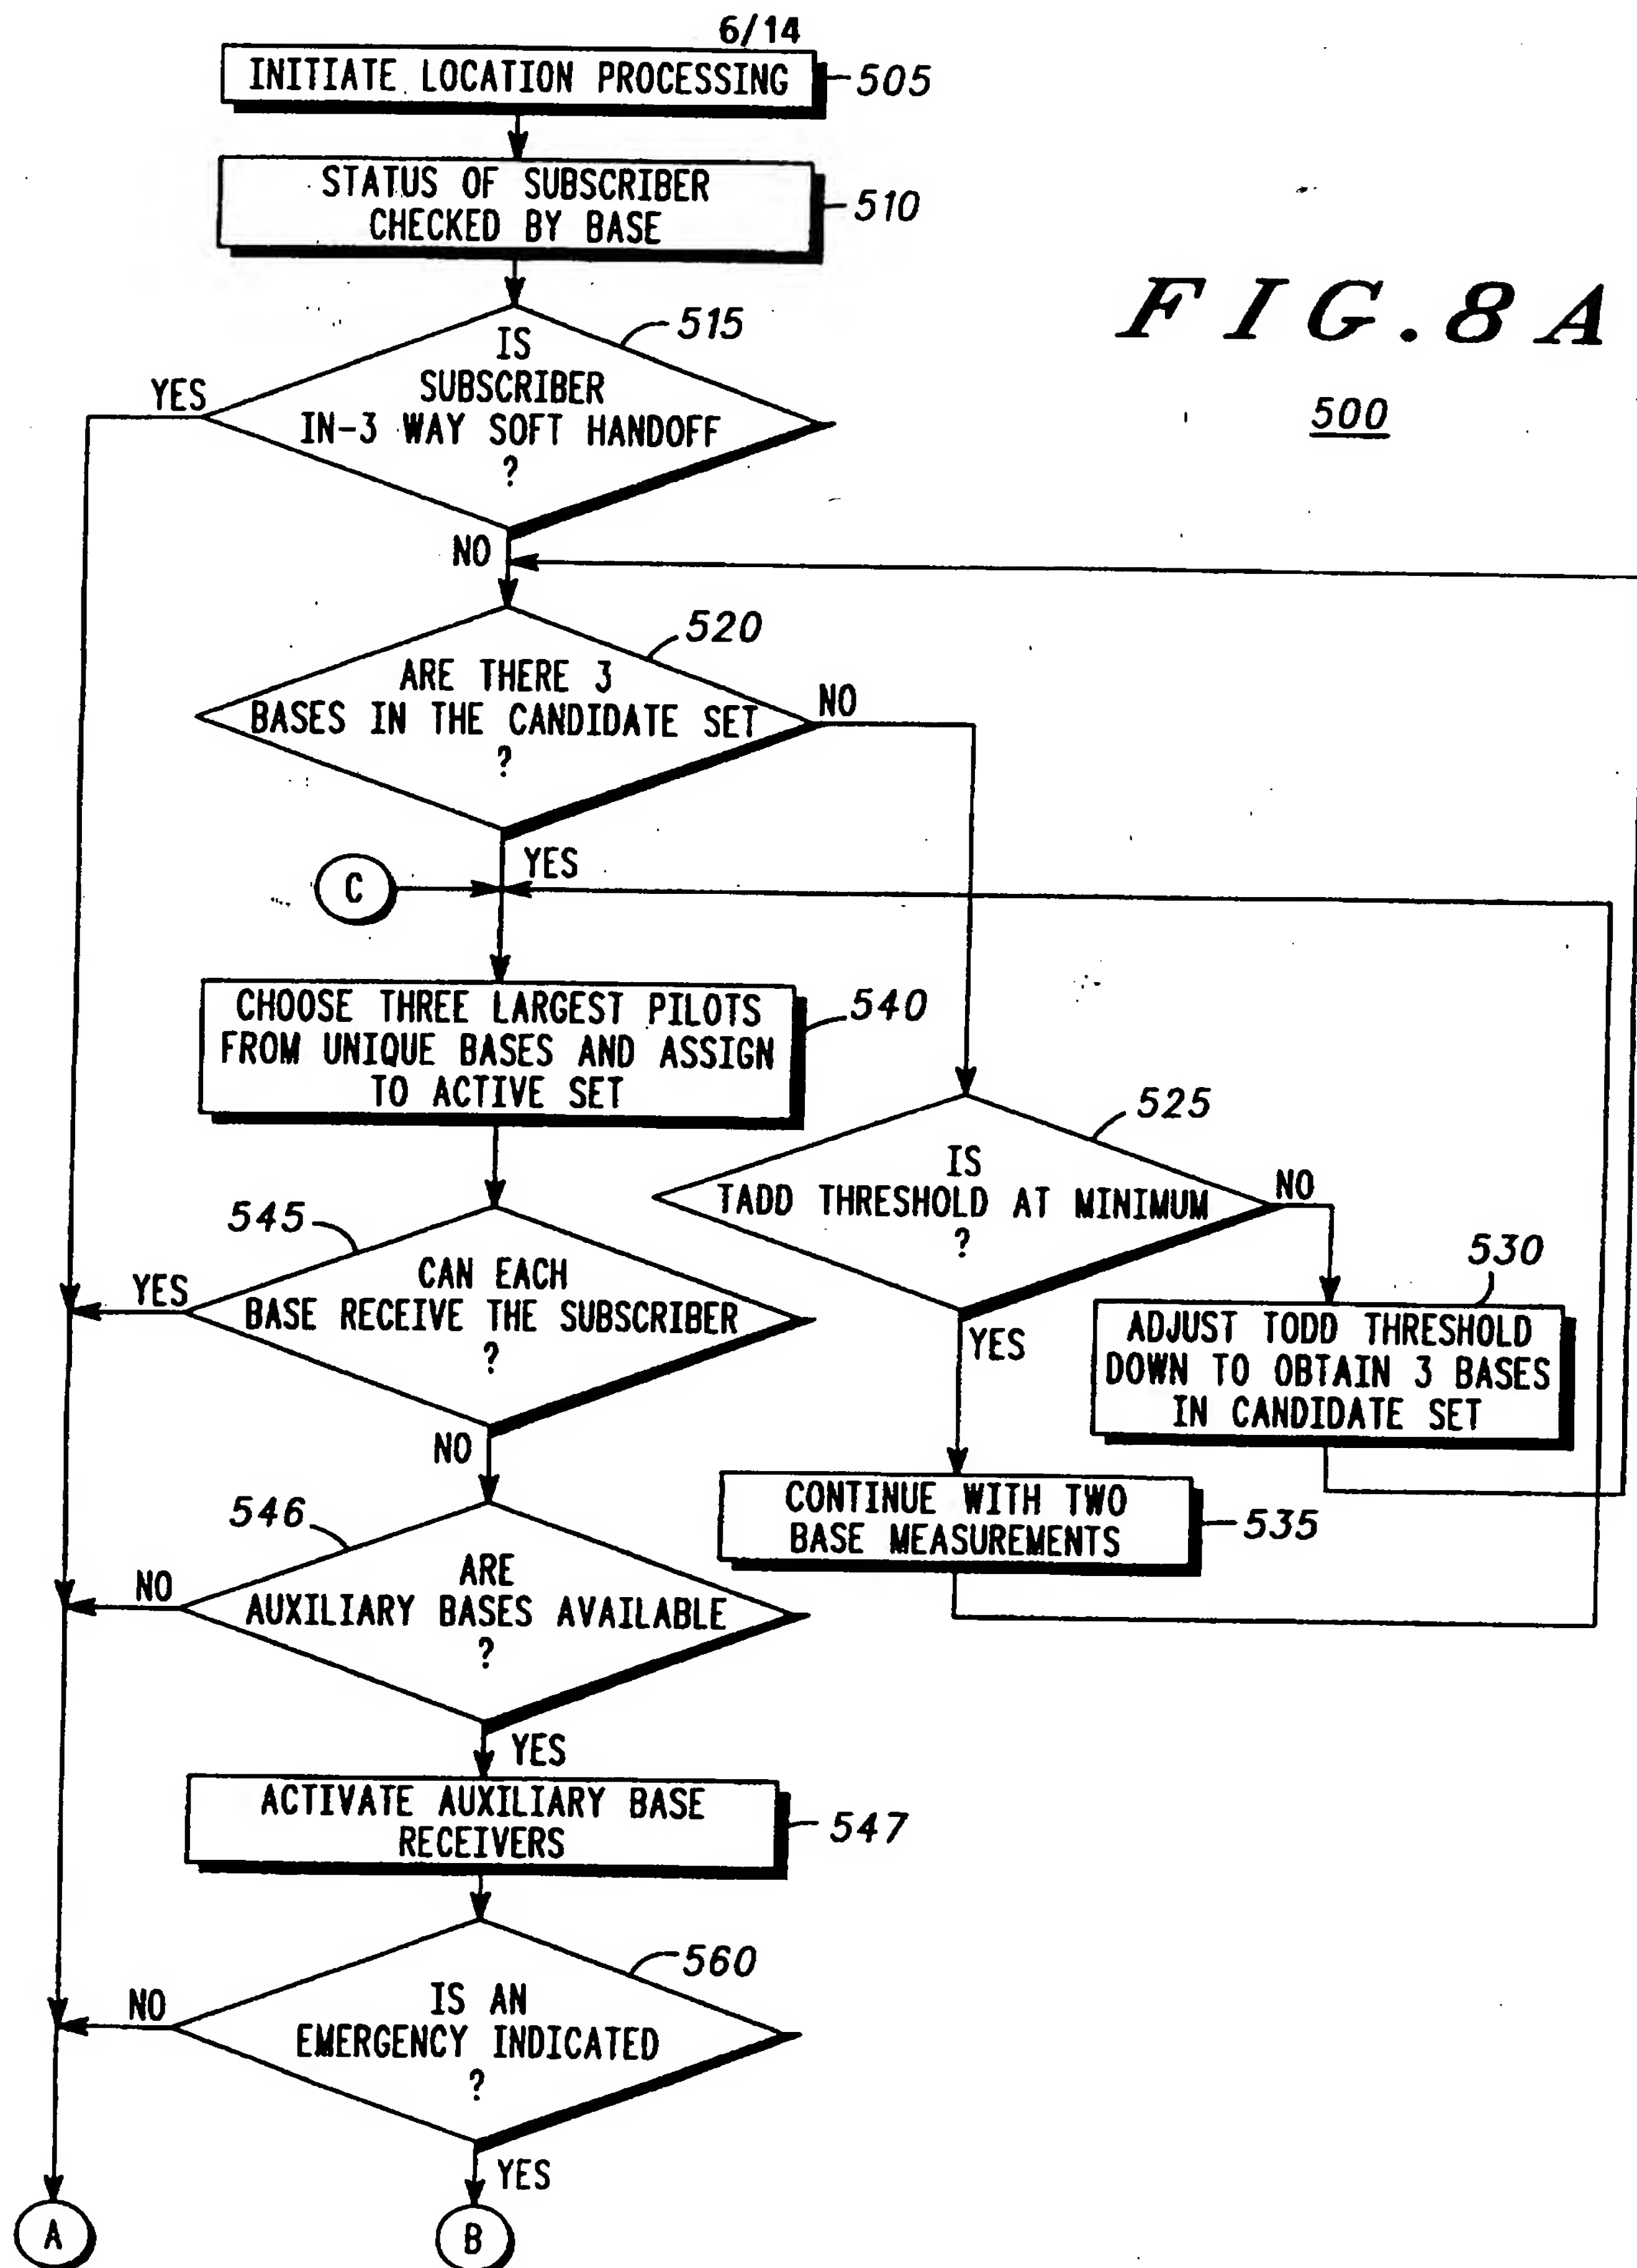 6/14
INITIATE LOCATION PROCESSING
505
STATUS OF SUBSCRIBER
CHECKED BY BASE
510
FIG. 8A
500
515
IS
SUBSCRIBER
IN-3 WAY SOFT HANDOFF
?
YES
NO
520
ARE THERE 3
BASES IN THE CANDIDATE SET
?
NO
YES
C
CHOOSE THREE LARGEST PILOTS
FROM UNIQUE BASES AND ASSIGN
TO ACTIVE SET
540
525
IS
TADD THRESHOLD AT MINIMUM
?
NO
YES
530
ADJUST TODD THRESHOLD
DOWN TO OBTAIN 3 BASES
IN CANDIDATE SET
545
CAN EACH
BASE RECEIVE THE SUBSCRIBER
?
YES
NO
CONTINUE WITH TWO
BASE MEASUREMENTS
535
546
ARE
AUXILIARY BASES AVAILABLE
?
NO
YES
ACTIVATE AUXILIARY BASE
RECEIVERS
547
560
IS AN
EMERGENCY INDICATED
?
NO
YES
A
B